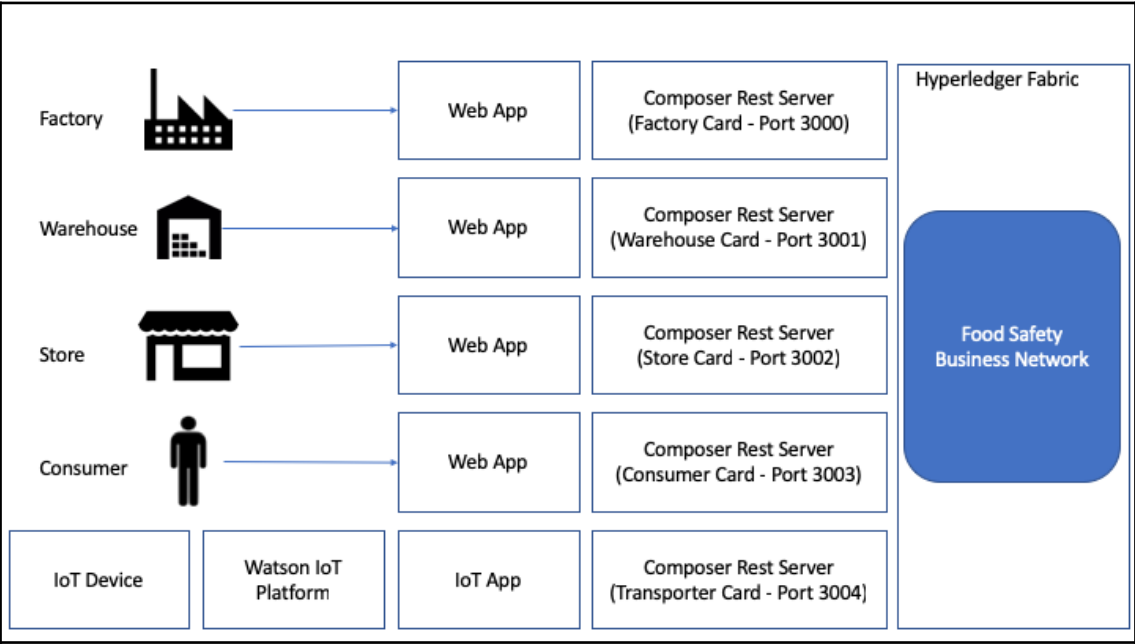 Hyperledger Fabric
Factory
Web App
Composer Rest Server
(Factory Card - Port 3000)
Warehouse
Web App
Composer Rest Server
(Warehouse Card - Port 3001)
Store
Web App
Composer Rest Server
(Store Card - Port 3002)
Food Safety
Business Network
Consumer
Web App
Composer Rest Server
(Consumer Card - Port 3003)
IoT Device
Watson IoT
Platform
IoT App
Composer Rest Server
(Transporter Card - Port 3004)